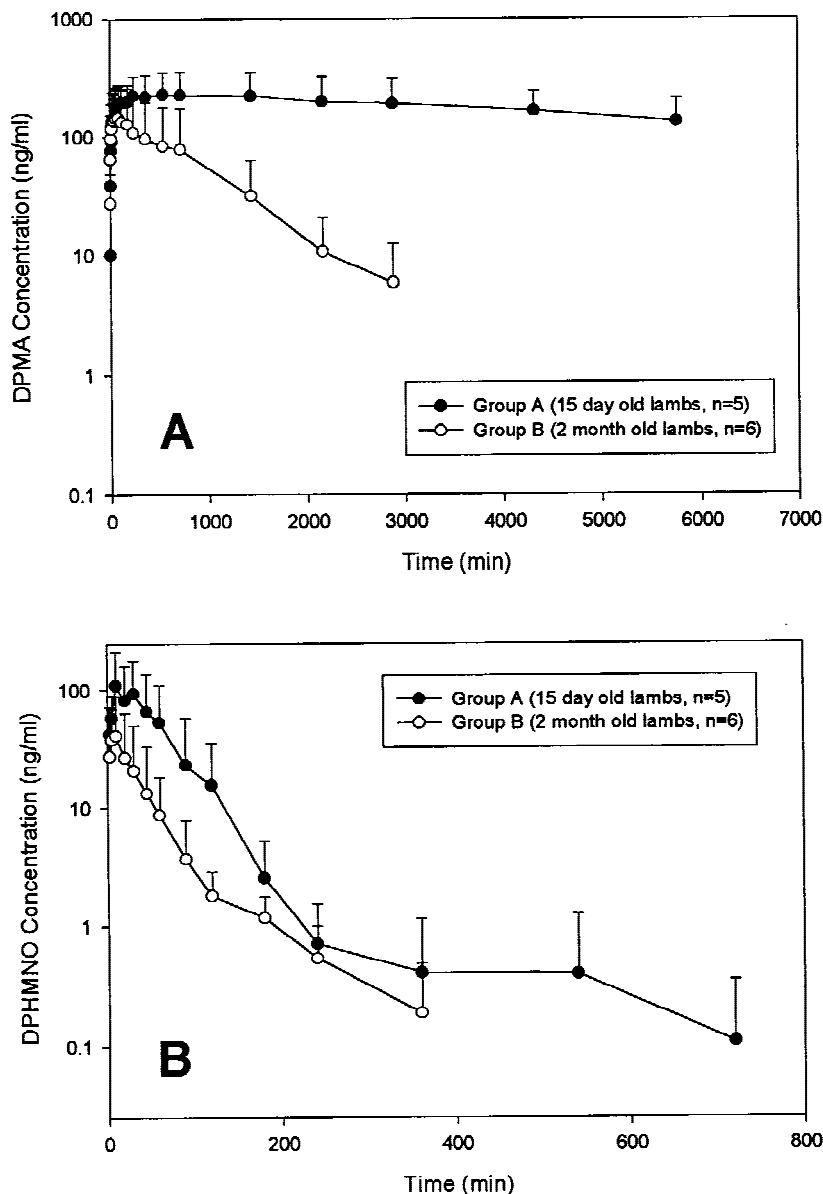 1000
100
10
1
0.1
DPMA Concentration (ng/ml)
A
Group A (15 day old lambs, n=5)
Group B (2 month old lambs, n=6)
0 1000 2000 3000 4000 5000 6000 7000
Time (min)
100
10
1
0.1
DPHMNO Concentration (ng/ml)
Group A (15 day old lambs, n=5)
Group B (2 month old lambs, n=6)
B
0 200 400 600 800
Time (min)